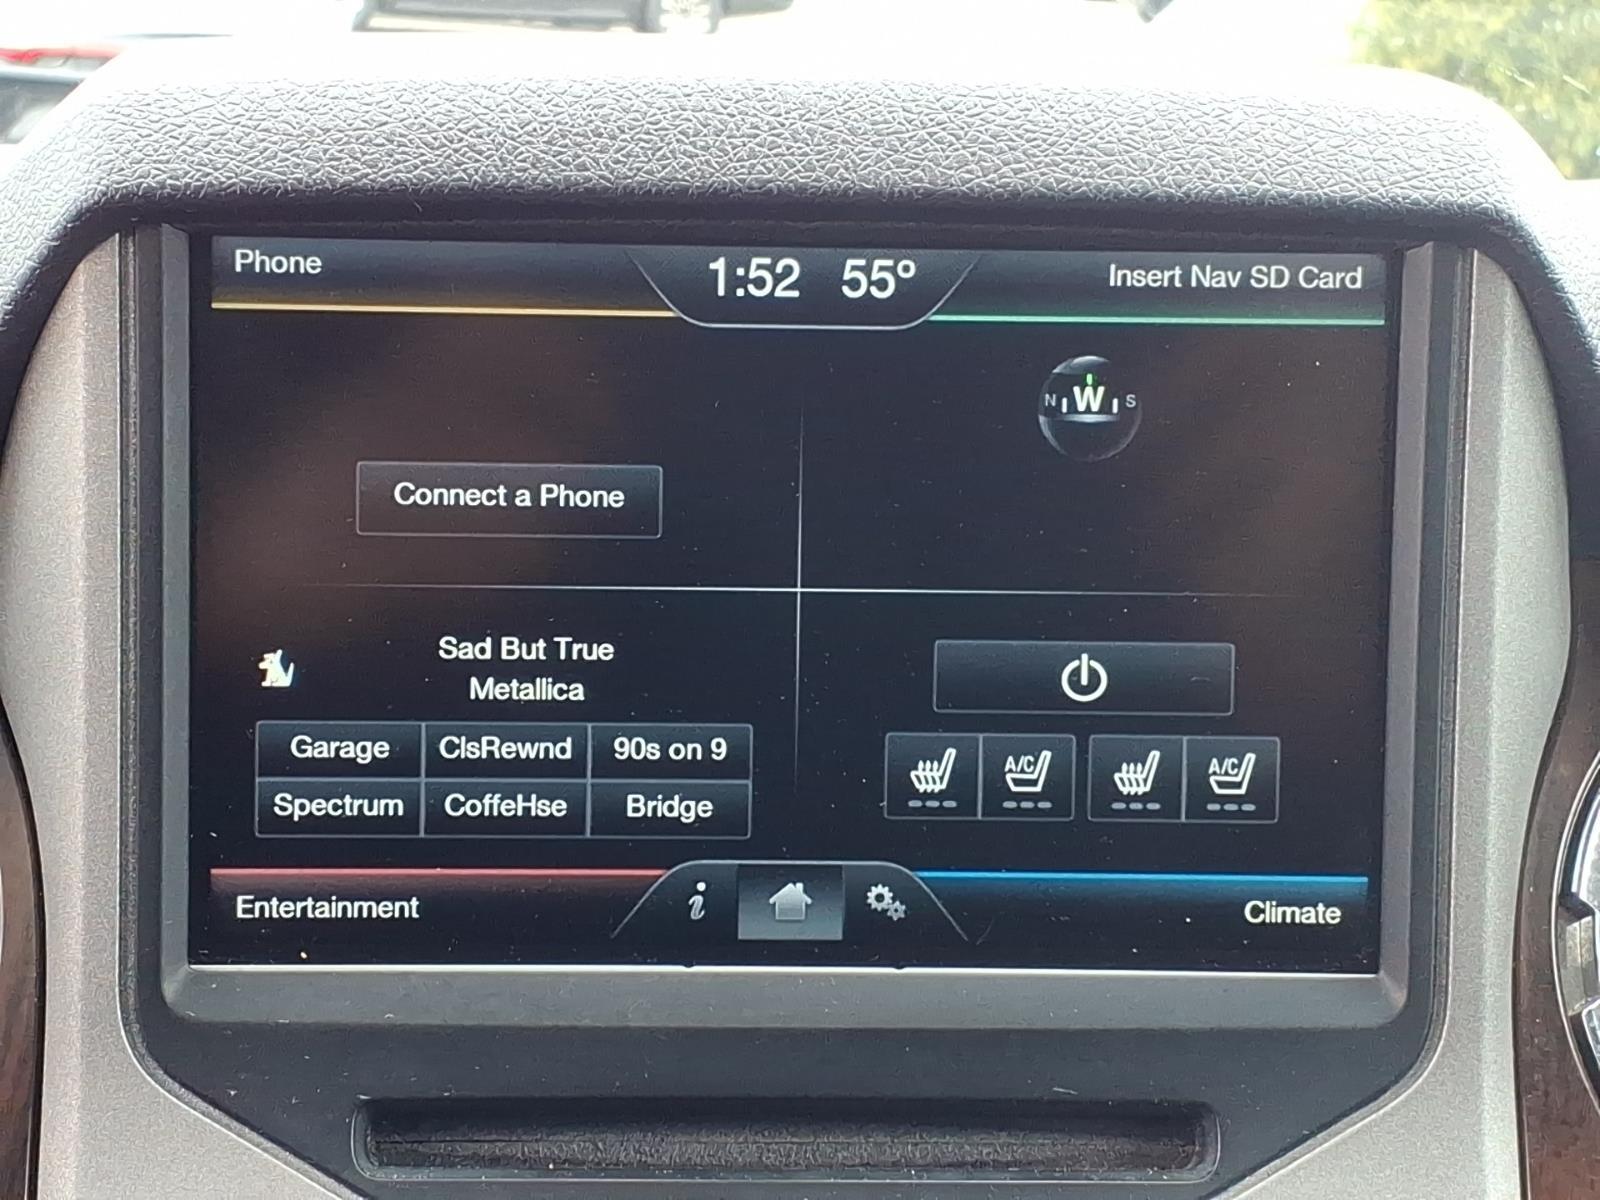 Phone
1:52 55°
Insert Nav SD Card
N W S
Connect a Phone
Sad But True
Metallica
Garage ClsRewnd 90s on 9
Spectrum CoffeHse Bridge
A/C A/C
Entertainment
i
Climate